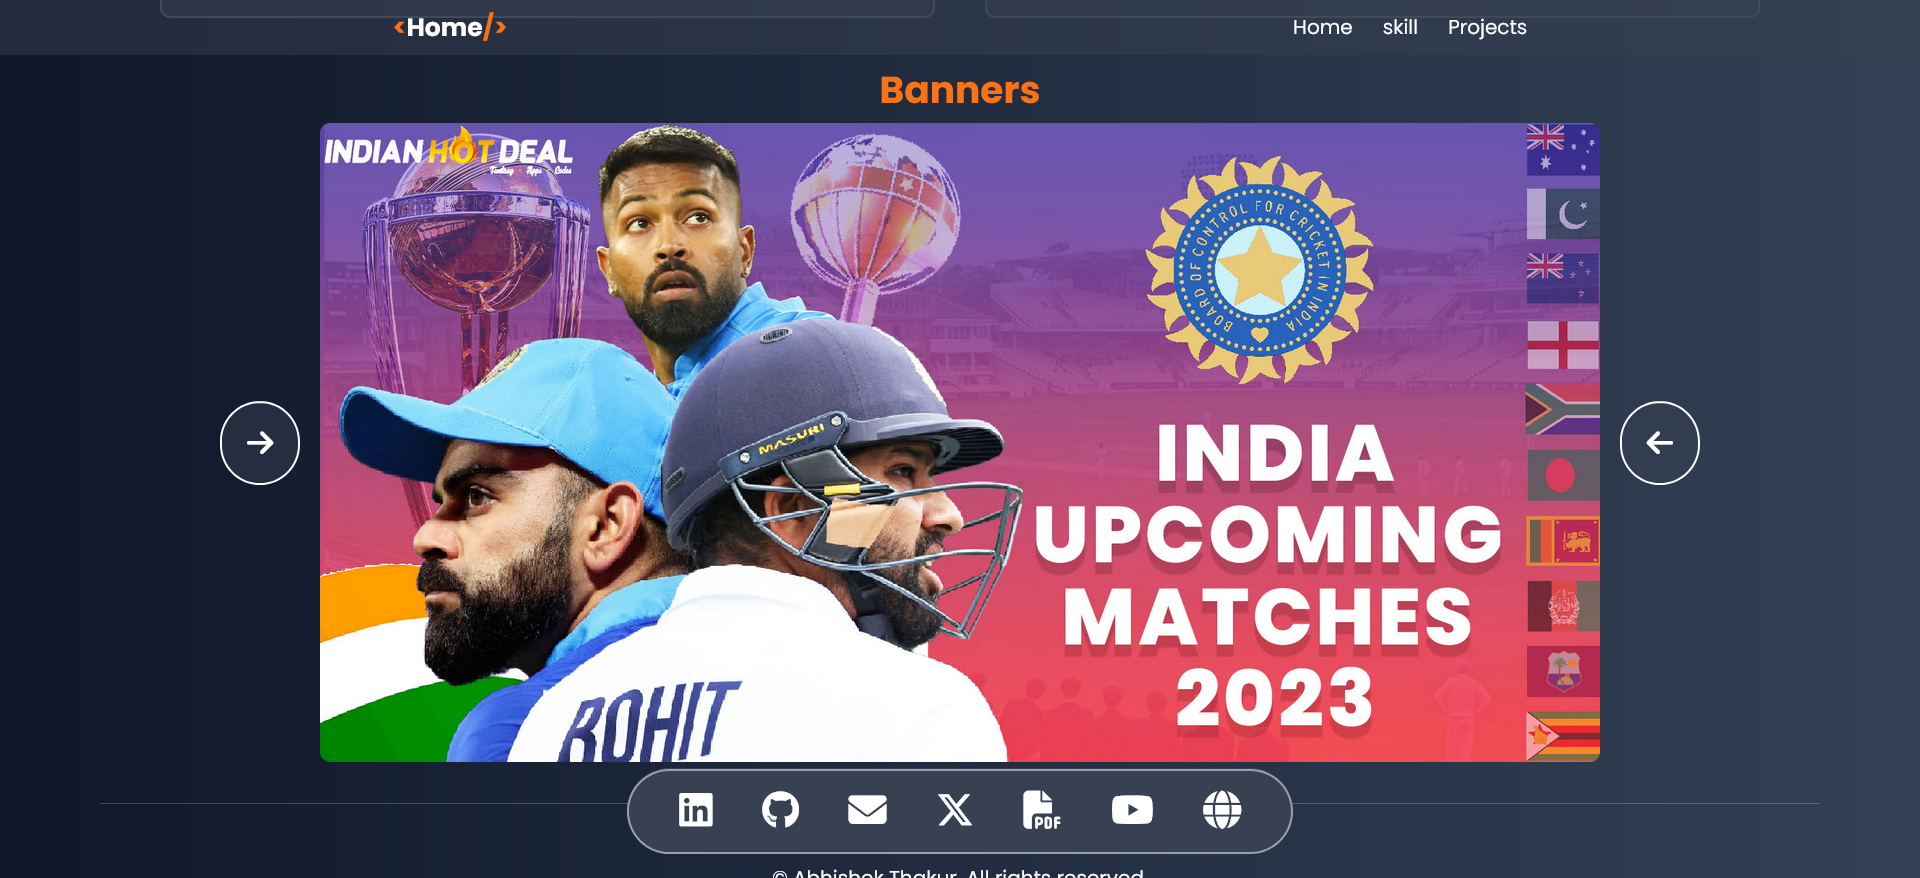 <Home/>
Home skill Projects
Banners
INDIAN HOT DEAL
Fantasy · Apps · Codes
BOARD OF CONTROL FOR CRICKET IN INDIA
MASURI
INDIA
UPCOMING
MATCHES
2023
ROHIT
in
PDF
© Abhishek Thakur. All rights reserved